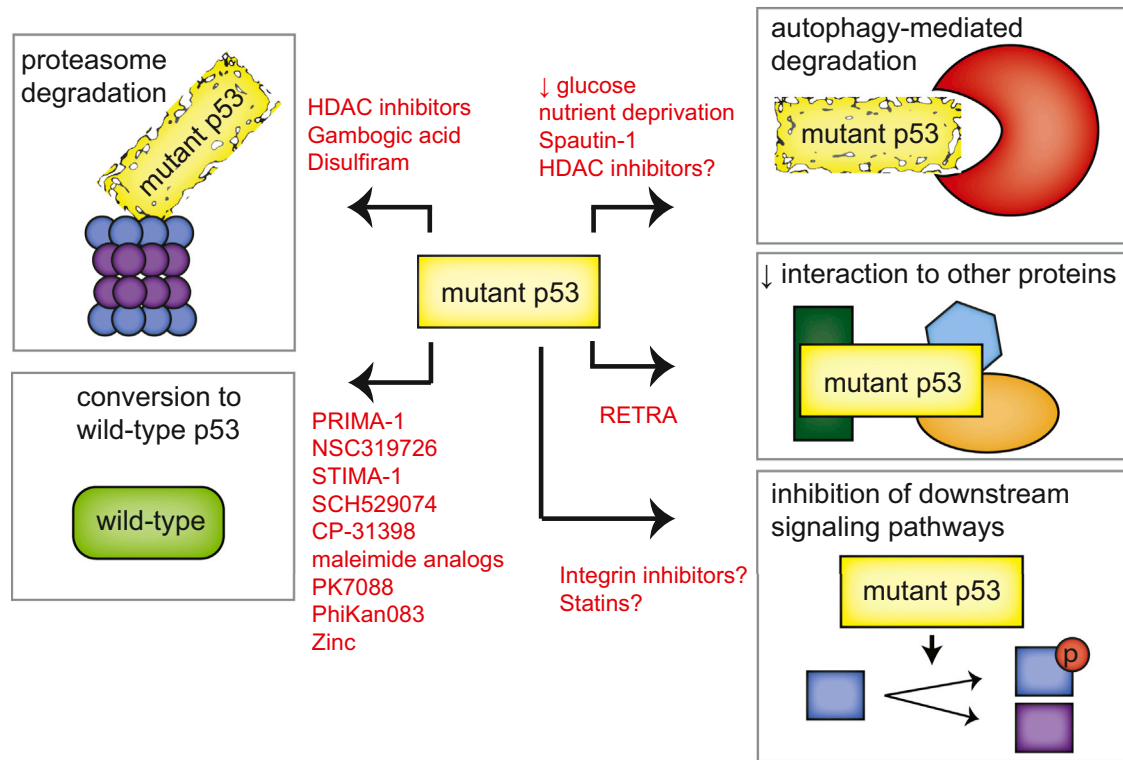 proteasome
degradation
mutant p53
HDAC inhibitors
Gambogic acid
Disulfiram
↓ glucose
nutrient deprivation
Spautin-1
HDAC inhibitors?
autophagy-mediated
degradation
mutant p53
mutant p53
↓ interaction to other proteins
mutant p53
conversion to
wild-type p53
wild-type
PRIMA-1
NSC319726
STIMA-1
SCH529074
CP-31398
maleimide analogs
PK7088
PhiKan083
Zinc
RETRA
Integrin inhibitors?
Statins?
inhibition of downstream
signaling pathways
mutant p53
p